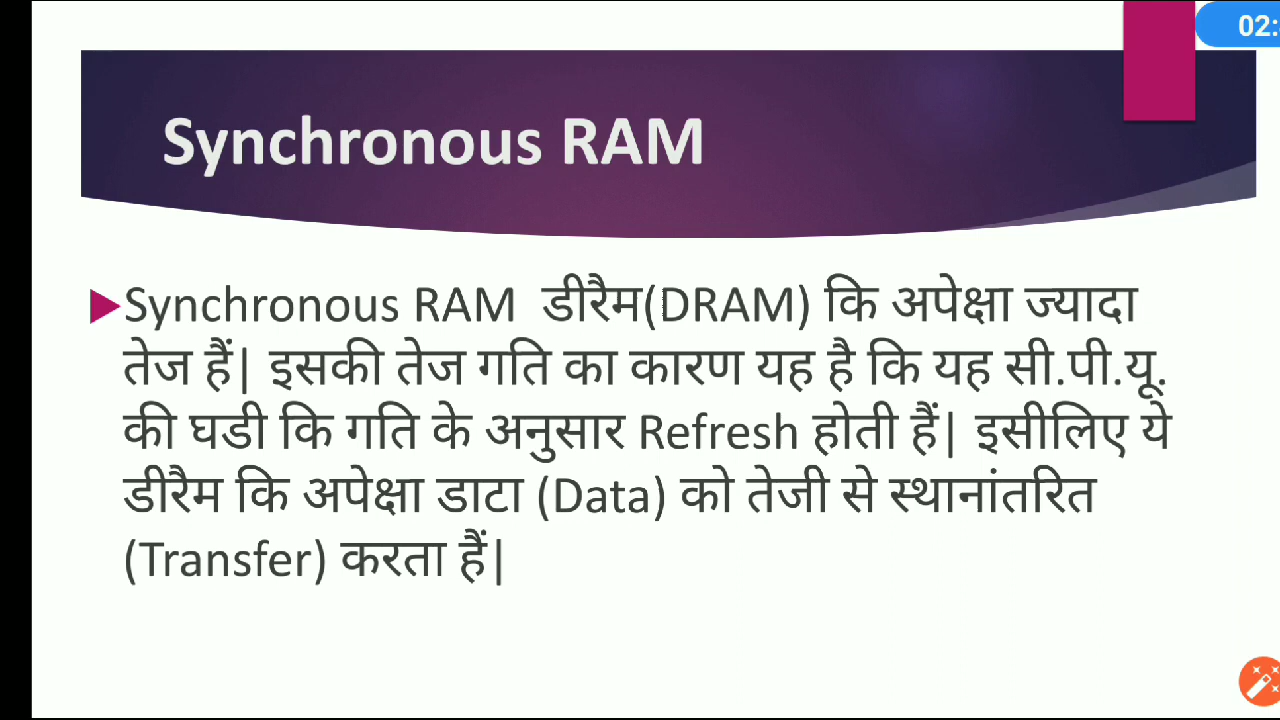 02:
Synchronous RAM
Synchronous RAM डीरैम(DRAM) कि अपेक्षा ज्यादा
तेज हैं| इसकी तेज गति का कारण यह है कि यह सी.पी.यू.
की घडी कि गति के अनुसार Refresh होती हैं| इसीलिए ये
डीरैम कि अपेक्षा डाटा (Data) को तेजी से स्थानांतरित
(Transfer) करता हैं|